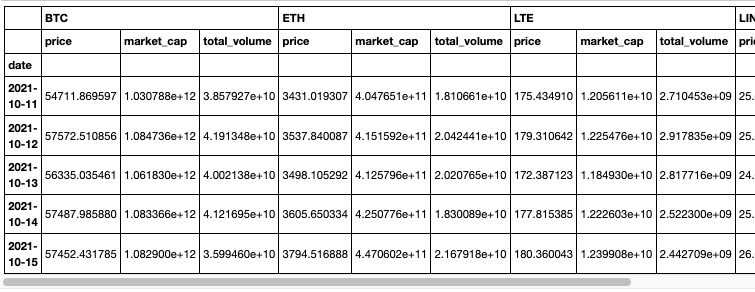 BTC ETH LTE LIN
price market_cap total_volume price market_cap total_volume price market_cap total_volume pri
date
2021-10-11 54711.869597 1.030788e+12 3.857927e+10 3431.019307 4.047651e+11 1.810661e+10 175.434910 1.205611e+10 2.710453e+09 25.
2021-10-12 57572.510856 1.084736e+12 4.191348e+10 3537.840087 4.151592e+11 2.042441e+10 179.310642 1.225476e+10 2.917835e+09 25.
2021-10-13 56335.035461 1.061830e+12 4.002138e+10 3498.105292 4.125796e+11 2.020765e+10 172.387123 1.184930e+10 2.817716e+09 24.
2021-10-14 57487.985880 1.083366e+12 4.121695e+10 3605.650334 4.250776e+11 1.830089e+10 177.815385 1.222603e+10 2.522300e+09 25.
2021-10-15 57452.431785 1.082900e+12 3.599460e+10 3794.516888 4.470602e+11 2.167918e+10 180.360043 1.239908e+10 2.442709e+09 26.